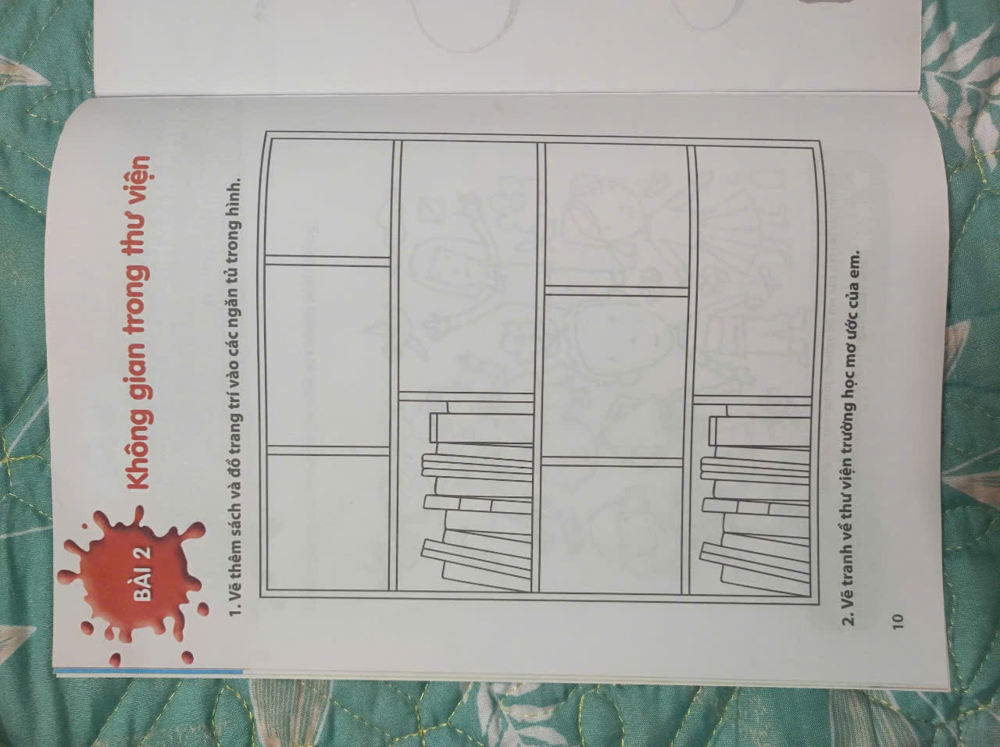 BÀI 2
Không gian trong thư viện
1. Vẽ thêm sách và đồ trang trí vào các ngăn tủ trong hình.
2. Vẽ tranh về thư viện trường học mơ ước của em.
10